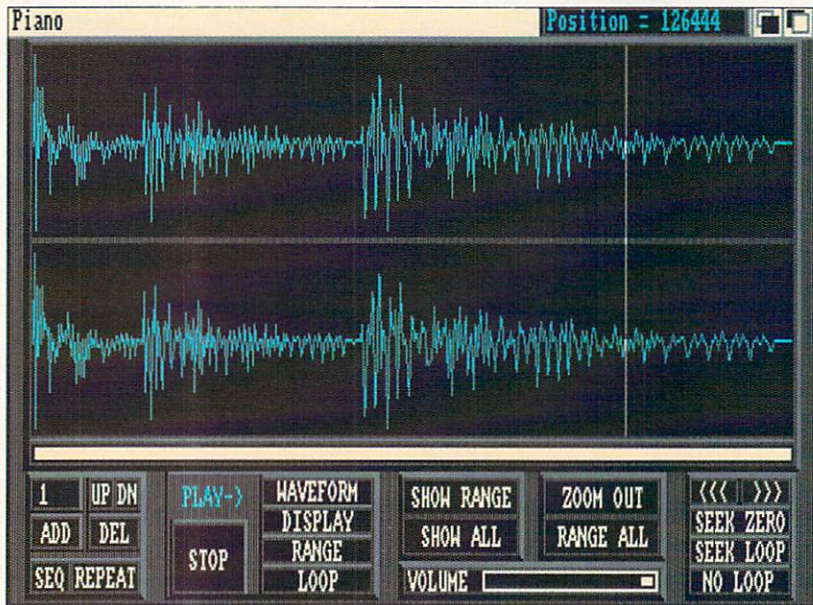 Piano
Position = 126444
1 UP DN
ADD DEL
SEQ REPEAT
PLAY->
STOP
WAVEFORM
DISPLAY
RANGE
LOOP
SHOW RANGE
SHOW ALL
ZOOM OUT
RANGE ALL
VOLUME
<<< >>>
SEEK ZERO
SEEK LOOP
NO LOOP